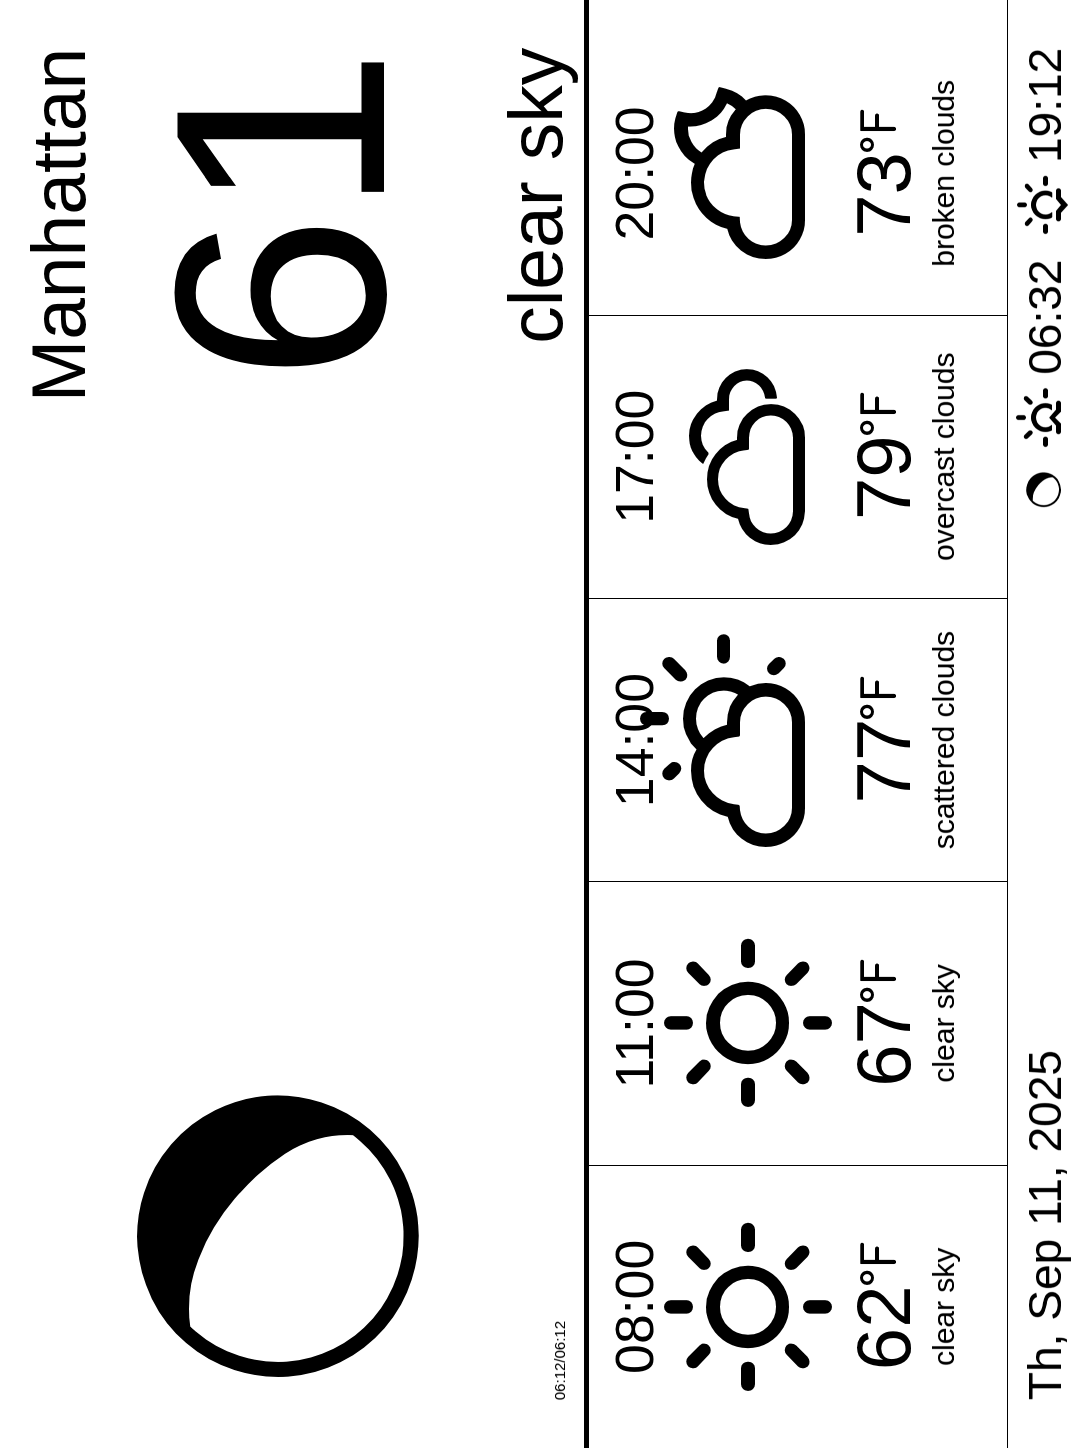 Manhattan
61
clear sky
06:12/06:12
08:00 11:00 14:00 17:00 20:00
62°F 67°F 77°F 79°F 73°F
clear sky clear sky scattered clouds overcast clouds broken clouds
Th, Sep 11, 2025 06:32 19:12